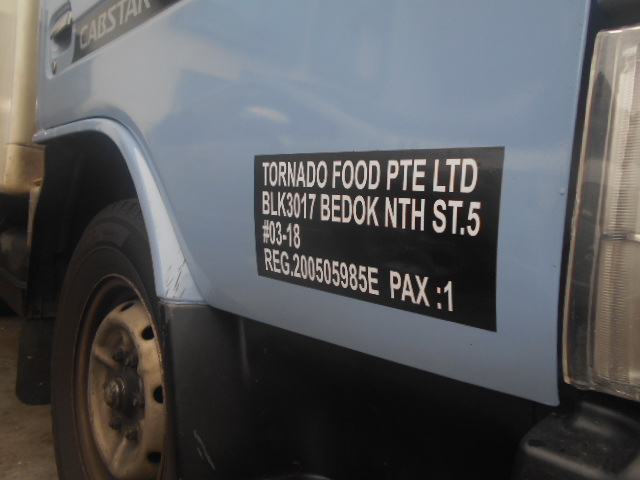 CABSTAR
TORNADO FOOD PTE LTD
BLK3017 BEDOK NTH ST.5
#03-18
REG.200505985E PAX :1